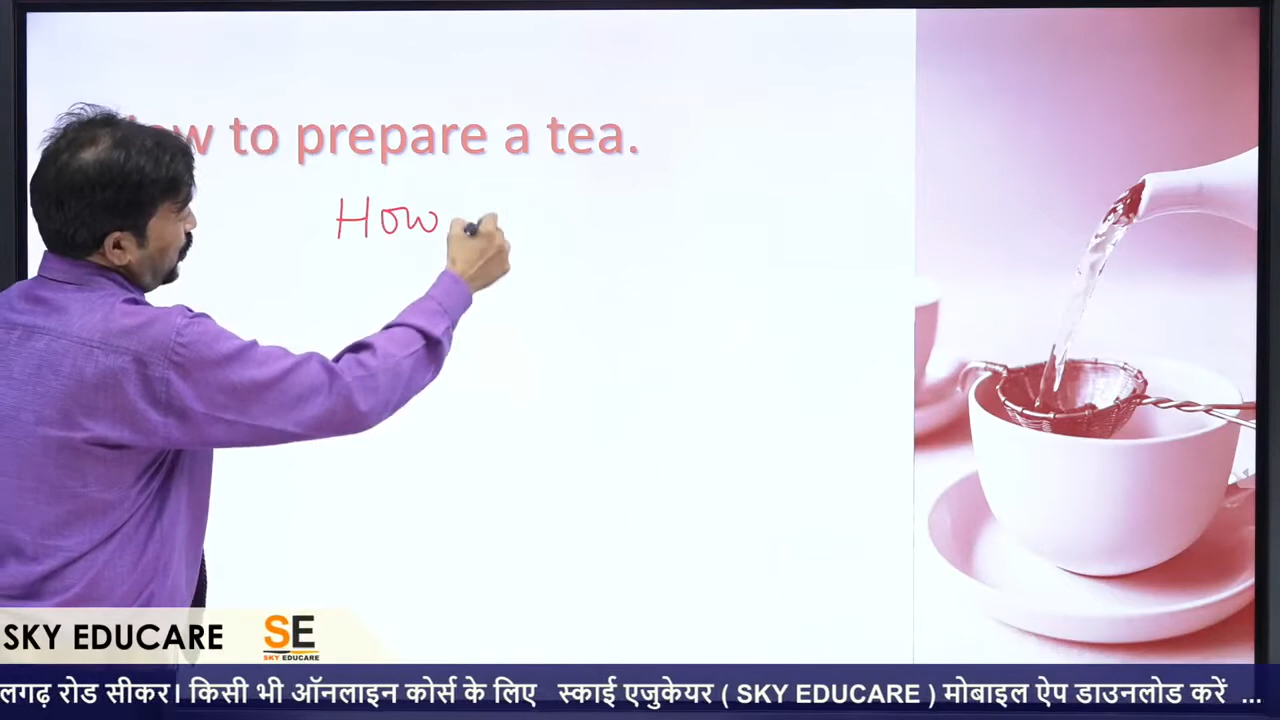 How to prepare a tea.
How
SKY EDUCARE
SE
SKY EDUCARE
लगढ़ रोड सीकर। किसी भी ऑनलाइन कोर्स के लिए स्काई एजुकेयर ( SKY EDUCARE ) मोबाइल ऐप डाउनलोड करें ...